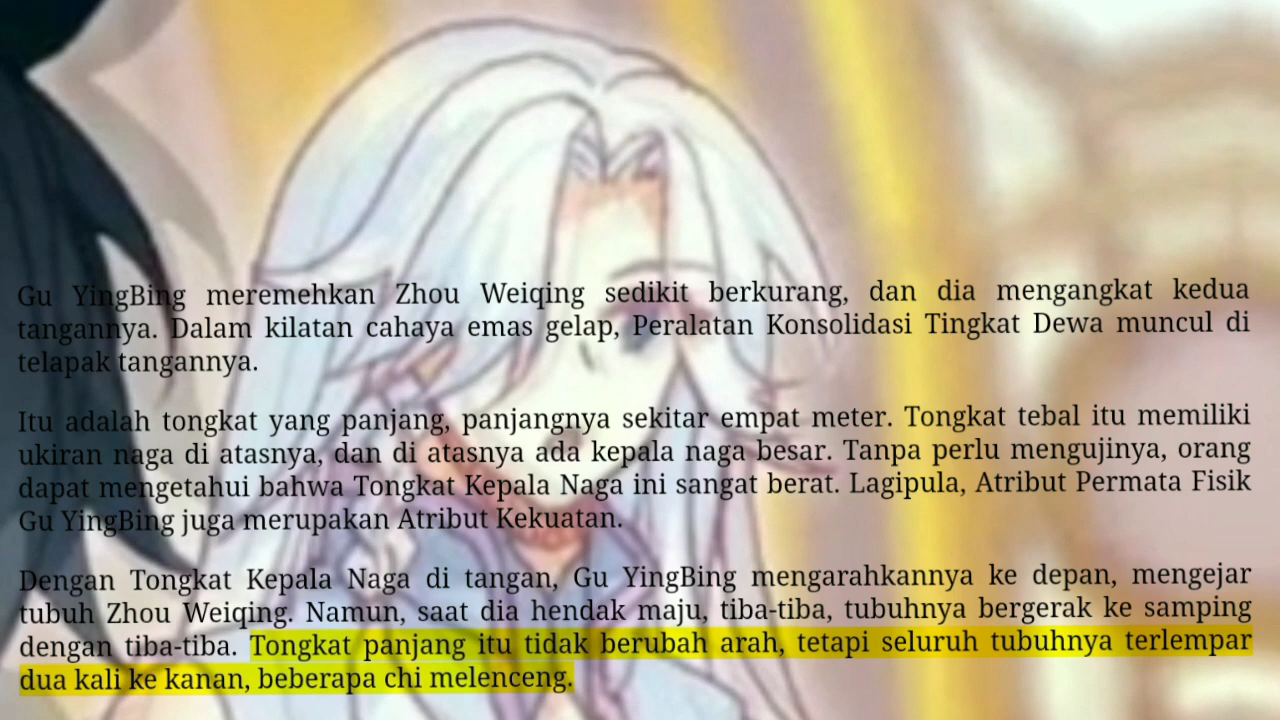 Gu YingBing meremehkan Zhou Weiqing sedikit berkurang, dan dia mengangkat kedua
tangannya. Dalam kilatan cahaya emas gelap, Peralatan Konsolidasi Tingkat Dewa muncul di
telapak tangannya.
Itu adalah tongkat yang panjang, panjangnya sekitar empat meter. Tongkat tebal itu memiliki
ukiran naga di atasnya, dan di atasnya ada kepala naga besar. Tanpa perlu mengujinya, orang
dapat mengetahui bahwa Tongkat Kepala Naga ini sangat berat. Lagipula, Atribut Permata Fisik
Gu YingBing juga merupakan Atribut Kekuatan.
Dengan Tongkat Kepala Naga di tangan, Gu YingBing mengarahkannya ke depan, mengejar
tubuh Zhou Weiqing. Namun, saat dia hendak maju, tiba-tiba, tubuhnya bergerak ke samping
dengan tiba-tiba. Tongkat panjang itu tidak berubah arah, tetapi seluruh tubuhnya terlempar
dua kali ke kanan, beberapa chi melenceng.